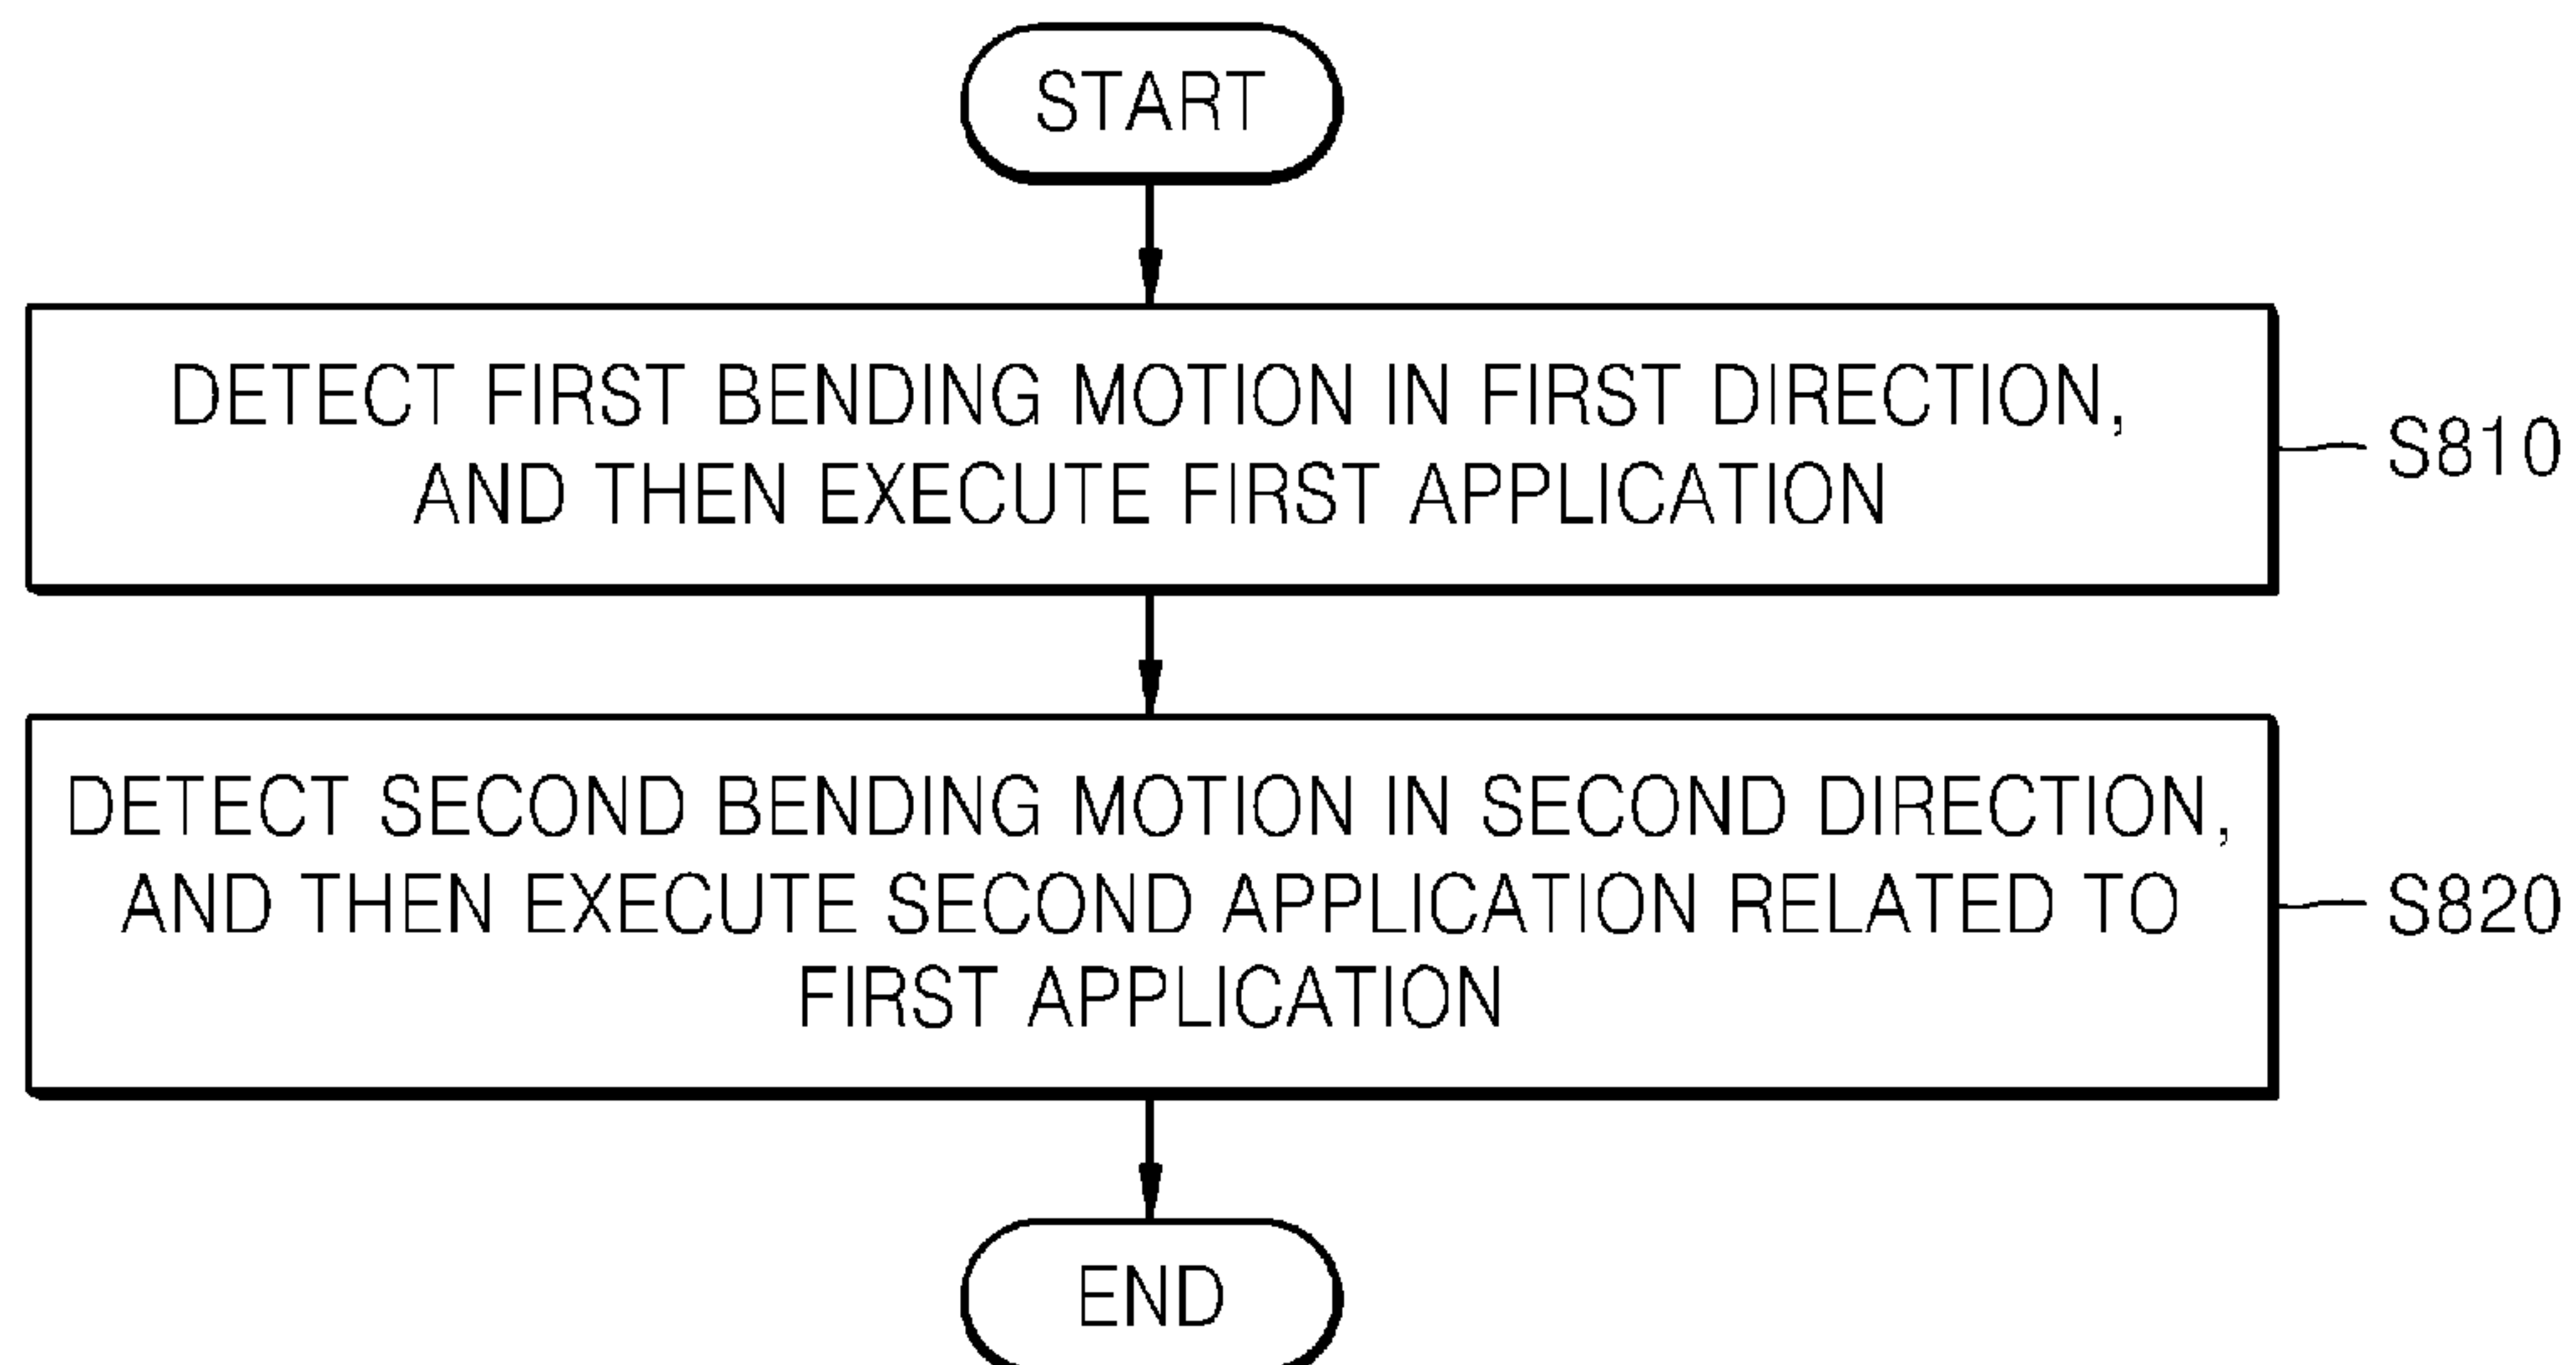 START
DETECT FIRST BENDING MOTION IN FIRST DIRECTION,
AND THEN EXECUTE FIRST APPLICATION
S810
DETECT SECOND BENDING MOTION IN SECOND DIRECTION,
AND THEN EXECUTE SECOND APPLICATION RELATED TO
FIRST APPLICATION
S820
END